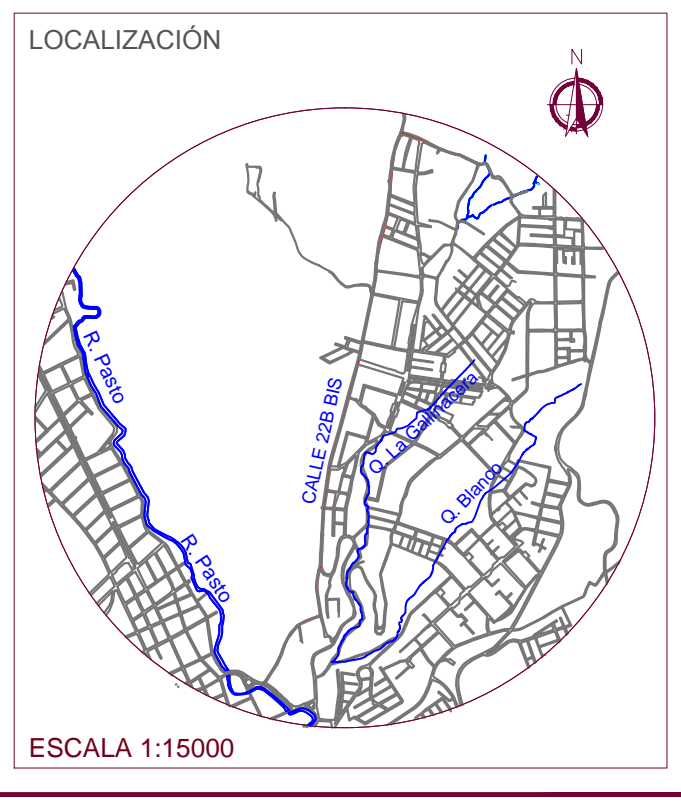 LOCALIZACIÓN
N
R. Pasto
CALLE 22B BIS
Q. La Gallinacera
Q. Blanco
R. Pasto
ESCALA 1:15000